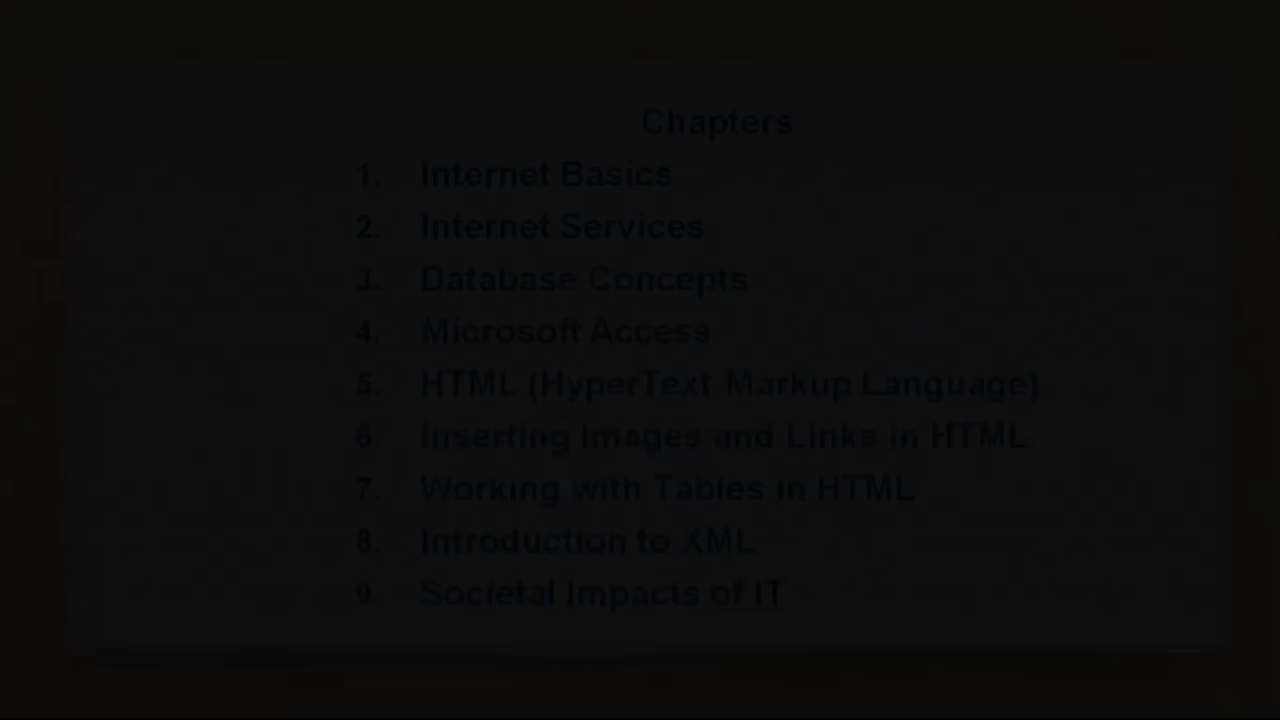 Chapters
1. Internet Basics
2. Internet Services
3. Database Concepts
4. Microsoft Access
5. HTML (HyperText Markup Language)
6. Inserting Images and Links in HTML
7. Working with Tables in HTML
8. Introduction to XML
9. Societal Impacts of IT